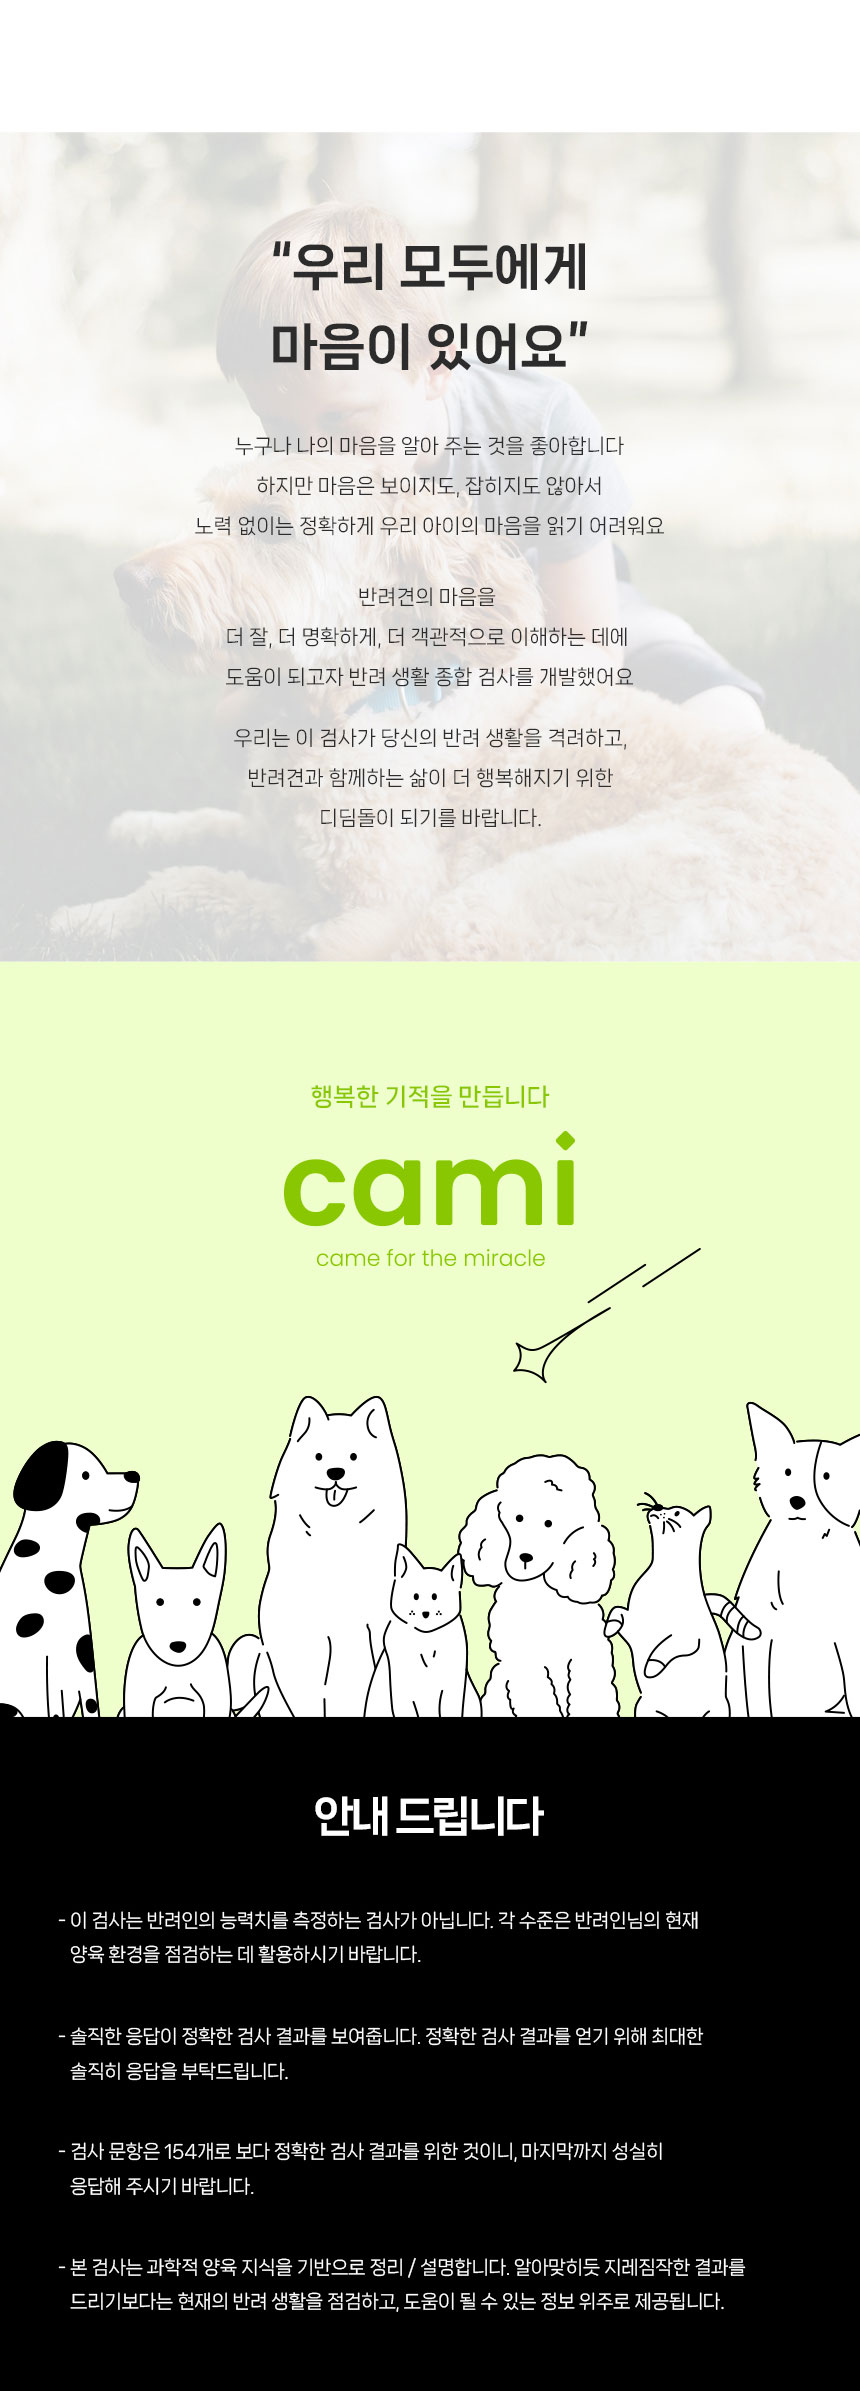 “우리 모두에게
마음이 있어요”
누구나 나의 마음을 알아 주는 것을 좋아합니다
하지만 마음은 보이지도, 잡히지도 않아서
노력 없이는 정확하게 우리 아이의 마음을 읽기 어려워요
반려견의 마음을
더 잘, 더 명확하게, 더 객관적으로 이해하는 데에
도움이 되고자 반려 생활 종합 검사를 개발했어요
우리는 이 검사가 당신의 반려 생활을 격려하고,
반려견과 함께하는 삶이 더 행복해지기 위한
디딤돌이 되기를 바랍니다.
행복한 기적을 만듭니다
cami
came for the miracle
안내 드립니다
- 이 검사는 반려인의 능력치를 측정하는 검사가 아닙니다. 각 수준은 반려인님의 현재
양육 환경을 점검하는 데 활용하시기 바랍니다.
- 솔직한 응답이 정확한 검사 결과를 보여줍니다. 정확한 검사 결과를 얻기 위해 최대한
솔직히 응답을 부탁드립니다.
- 검사 문항은 154개로 보다 정확한 검사 결과를 위한 것이니, 마지막까지 성실히
응답해 주시기 바랍니다.
- 본 검사는 과학적 양육 지식을 기반으로 정리 / 설명합니다. 알아맞히듯 지레짐작한 결과를
드리기보다는 현재의 반려 생활을 점검하고, 도움이 될 수 있는 정보 위주로 제공됩니다.